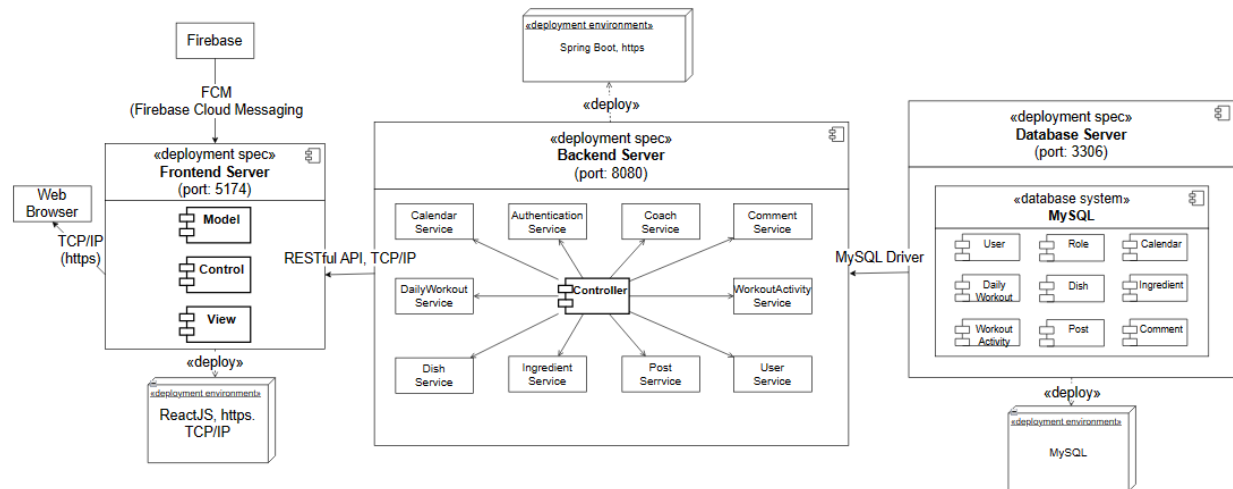 Firebase
FCM
(Firebase Cloud Messaging
«deployment spec»
Frontend Server
(port: 5174)
Model
Control
View
Web
Browser
TCP/IP
(https)
«deploy»
«deployment environment»
ReactJS, https.
TCP/IP
RESTful API, TCP/IP
«deployment environment»
Spring Boot, https
«deploy»
«deployment spec»
Backend Server
(port: 8080)
Calendar
Service
Authentication
Service
Coach
Service
Comment
Service
DailyWorkout
Service
Controller
WorkoutActivity
Service
Dish
Service
Ingredient
Service
Post
Serrvice
User
Service
MySQL Driver
«deployment spec»
Database Server
(port: 3306)
«database system»
MySQL
User
Role
Calendar
Daily
Workout
Dish
Ingredient
Workout
Activity
Post
Comment
«deploy»
«deployment environment»
MySQL